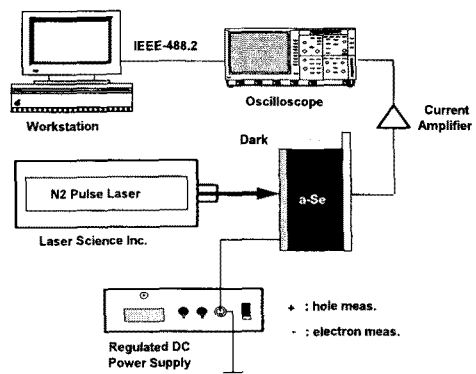 IEEE-488.2
Oscilloscope
Workstation
Current
Amplifier
Dark
N2 Pulse Laser
a-Se
Laser Science Inc.
+ : hole meas.
- : electron meas.
Regulated DC
Power Supply